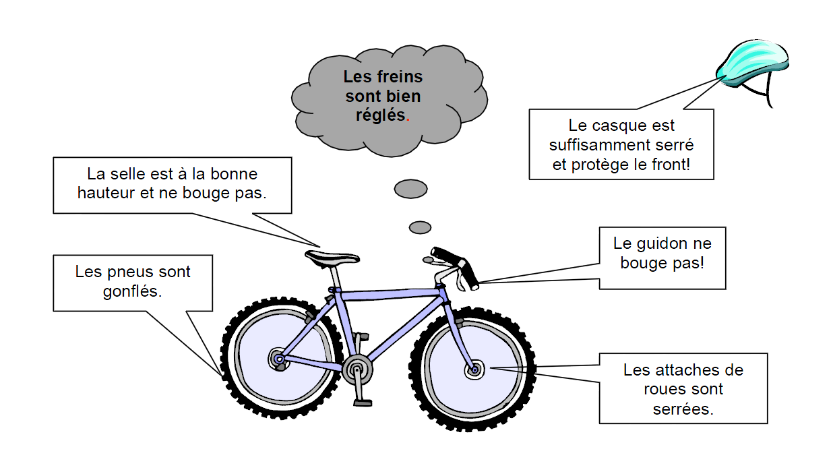 Les freins
sont bien
réglés.
Le casque est
suffisamment serré
et protège le front!
La selle est à la bonne
hauteur et ne bouge pas.
Le guidon ne
bouge pas!
Les pneus sont
gonflés.
Les attaches de
roues sont
serrées.